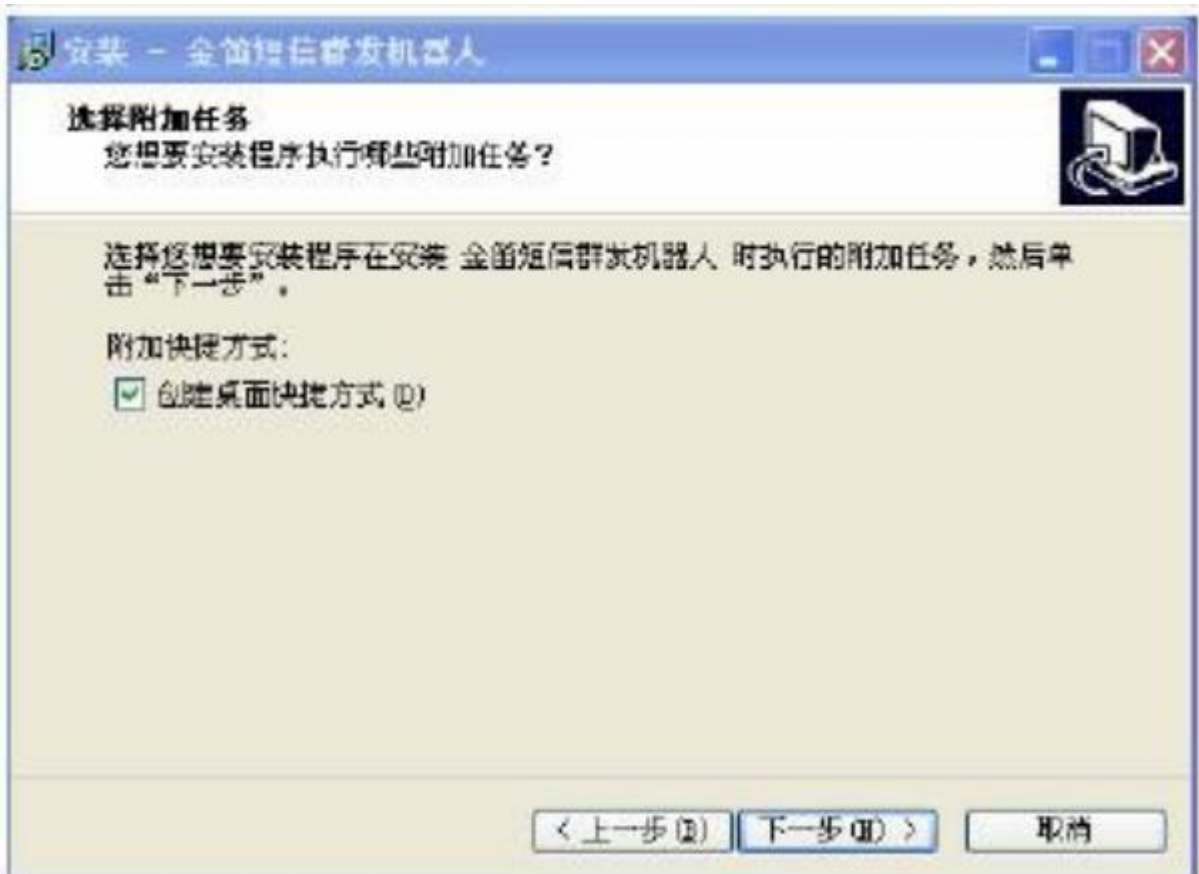 安装 - 金笛短信群发机器人
选择附加任务
您想要安装程序执行哪些附加任务？
选择您想要安装程序在安装 金笛短信群发机器人 时执行的附加任务，然后单
击“下一步”。
附加快捷方式:
创建桌面快捷方式(D)
< 上一步(B)
下一步(N) >
取消